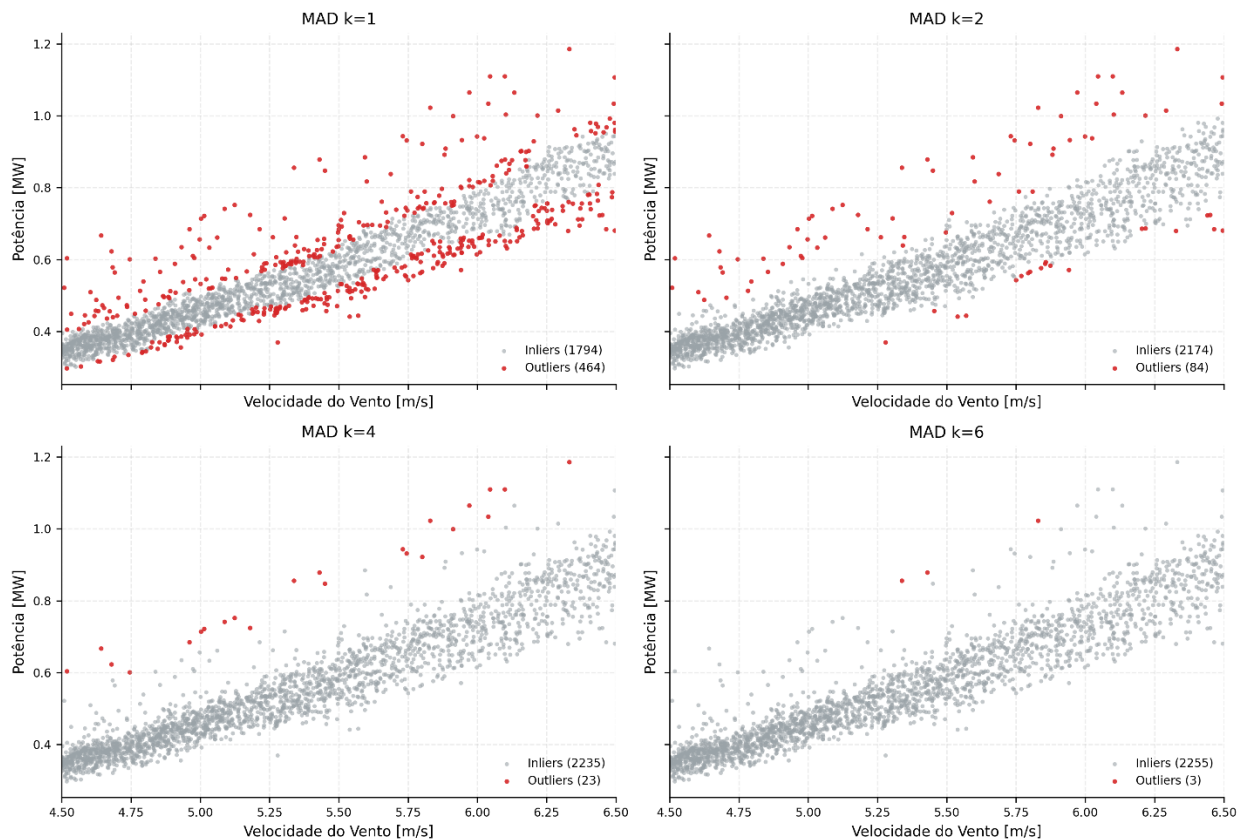 MAD k=1
1.2
1.0
0.8
0.6
0.4
Potência [MW]
Inliers (1794)
Outliers (464)
Velocidade do Vento [m/s]
MAD k=2
Potência [MW]
Inliers (2174)
Outliers (84)
Velocidade do Vento [m/s]
MAD k=4
1.2
1.0
0.8
0.6
0.4
Potência [MW]
Inliers (2235)
Outliers (23)
4.50 4.75 5.00 5.25 5.50 5.75 6.00 6.25 6.50
Velocidade do Vento [m/s]
MAD k=6
Potência [MW]
Inliers (2255)
Outliers (3)
4.50 4.75 5.00 5.25 5.50 5.75 6.00 6.25 6.50
Velocidade do Vento [m/s]